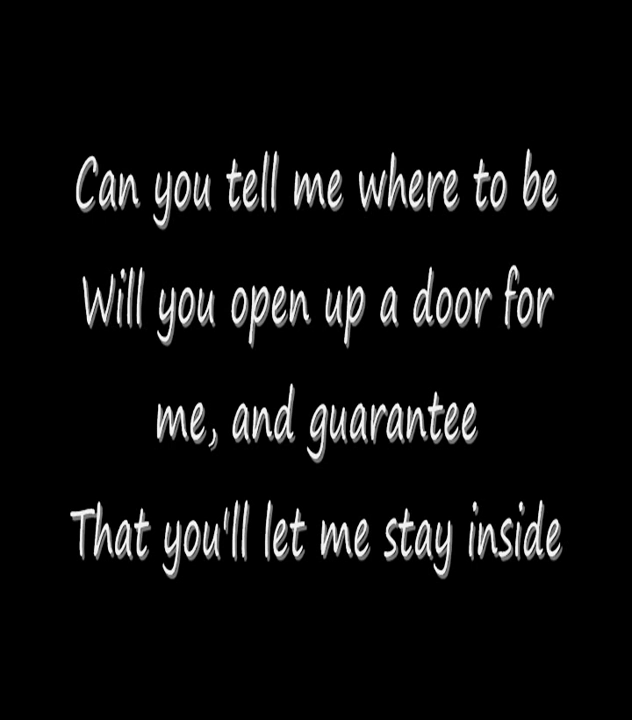 Can you tell me where to be
Will you open up a door for
me, and guarantee
That you'll let me stay inside